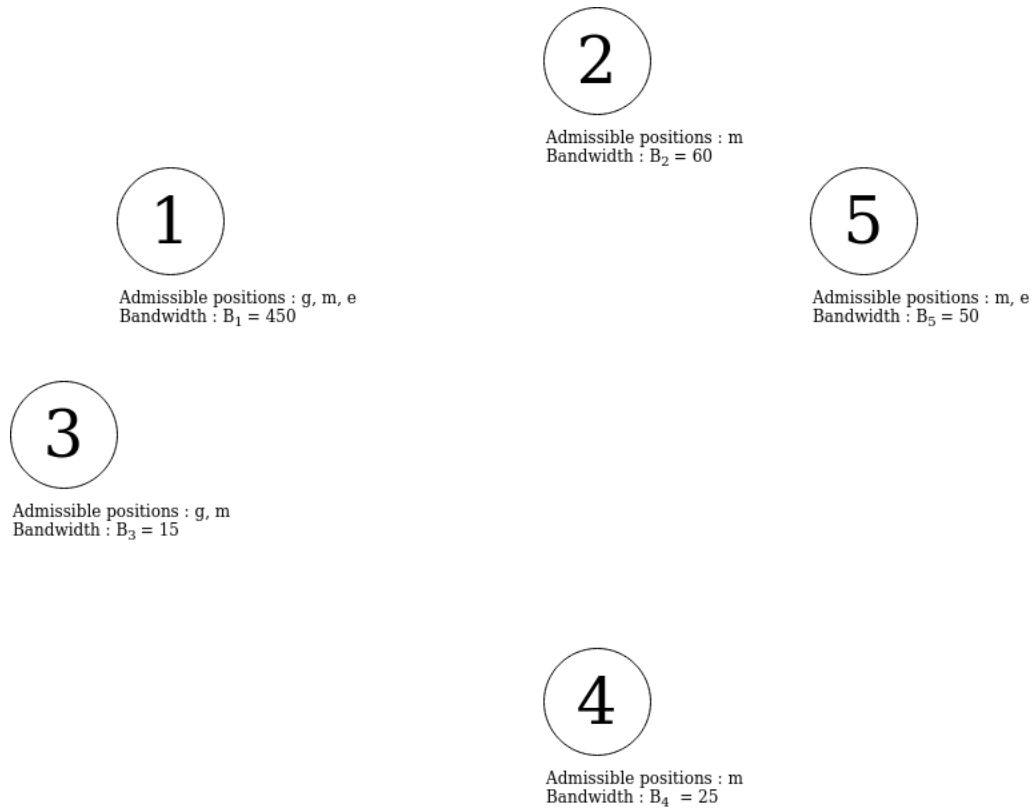 2
Admissible positions : m
Bandwidth : B₂ = 60
1
Admissible positions : g, m, e
Bandwidth : B₁ = 450
5
Admissible positions : m, e
Bandwidth : B₅ = 50
3
Admissible positions : g, m
Bandwidth : B₃ = 15
4
Admissible positions : m
Bandwidth : B₄ = 25